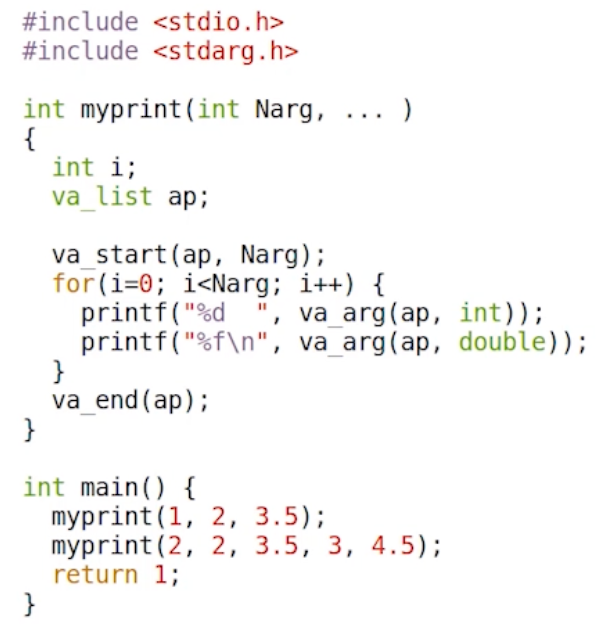 #include <stdio.h>
#include <stdarg.h>

int myprint(int Narg, ... )
{
  int i;
  va_list ap;

  va_start(ap, Narg);
  for(i=0; i<Narg; i++) {
    printf("%d  ", va_arg(ap, int));
    printf("%f\n", va_arg(ap, double));
  }
  va_end(ap);
}

int main() {
  myprint(1, 2, 3.5);
  myprint(2, 2, 3.5, 3, 4.5);
  return 1;
}